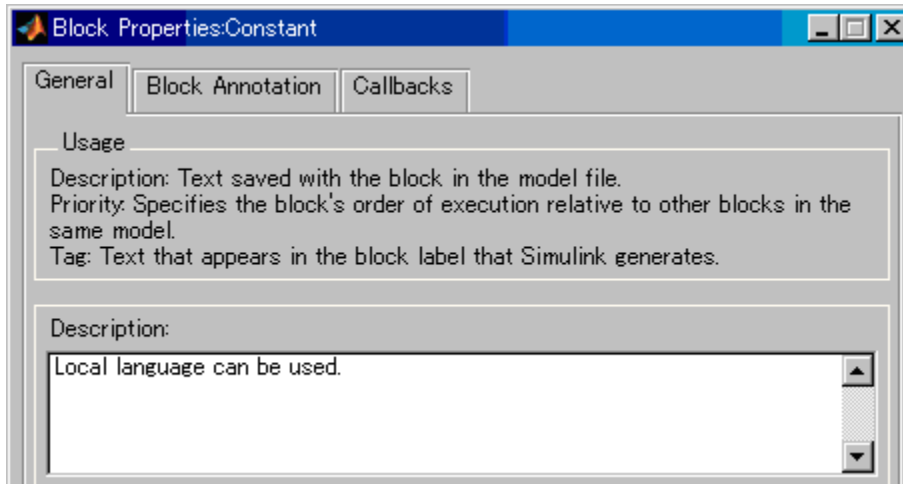 Block Properties:Constant
General
Block Annotation
Callbacks
Usage
Description: Text saved with the block in the model file.
Priority: Specifies the block's order of execution relative to other blocks in the
same model.
Tag: Text that appears in the block label that Simulink generates.
Description:
Local language can be used.